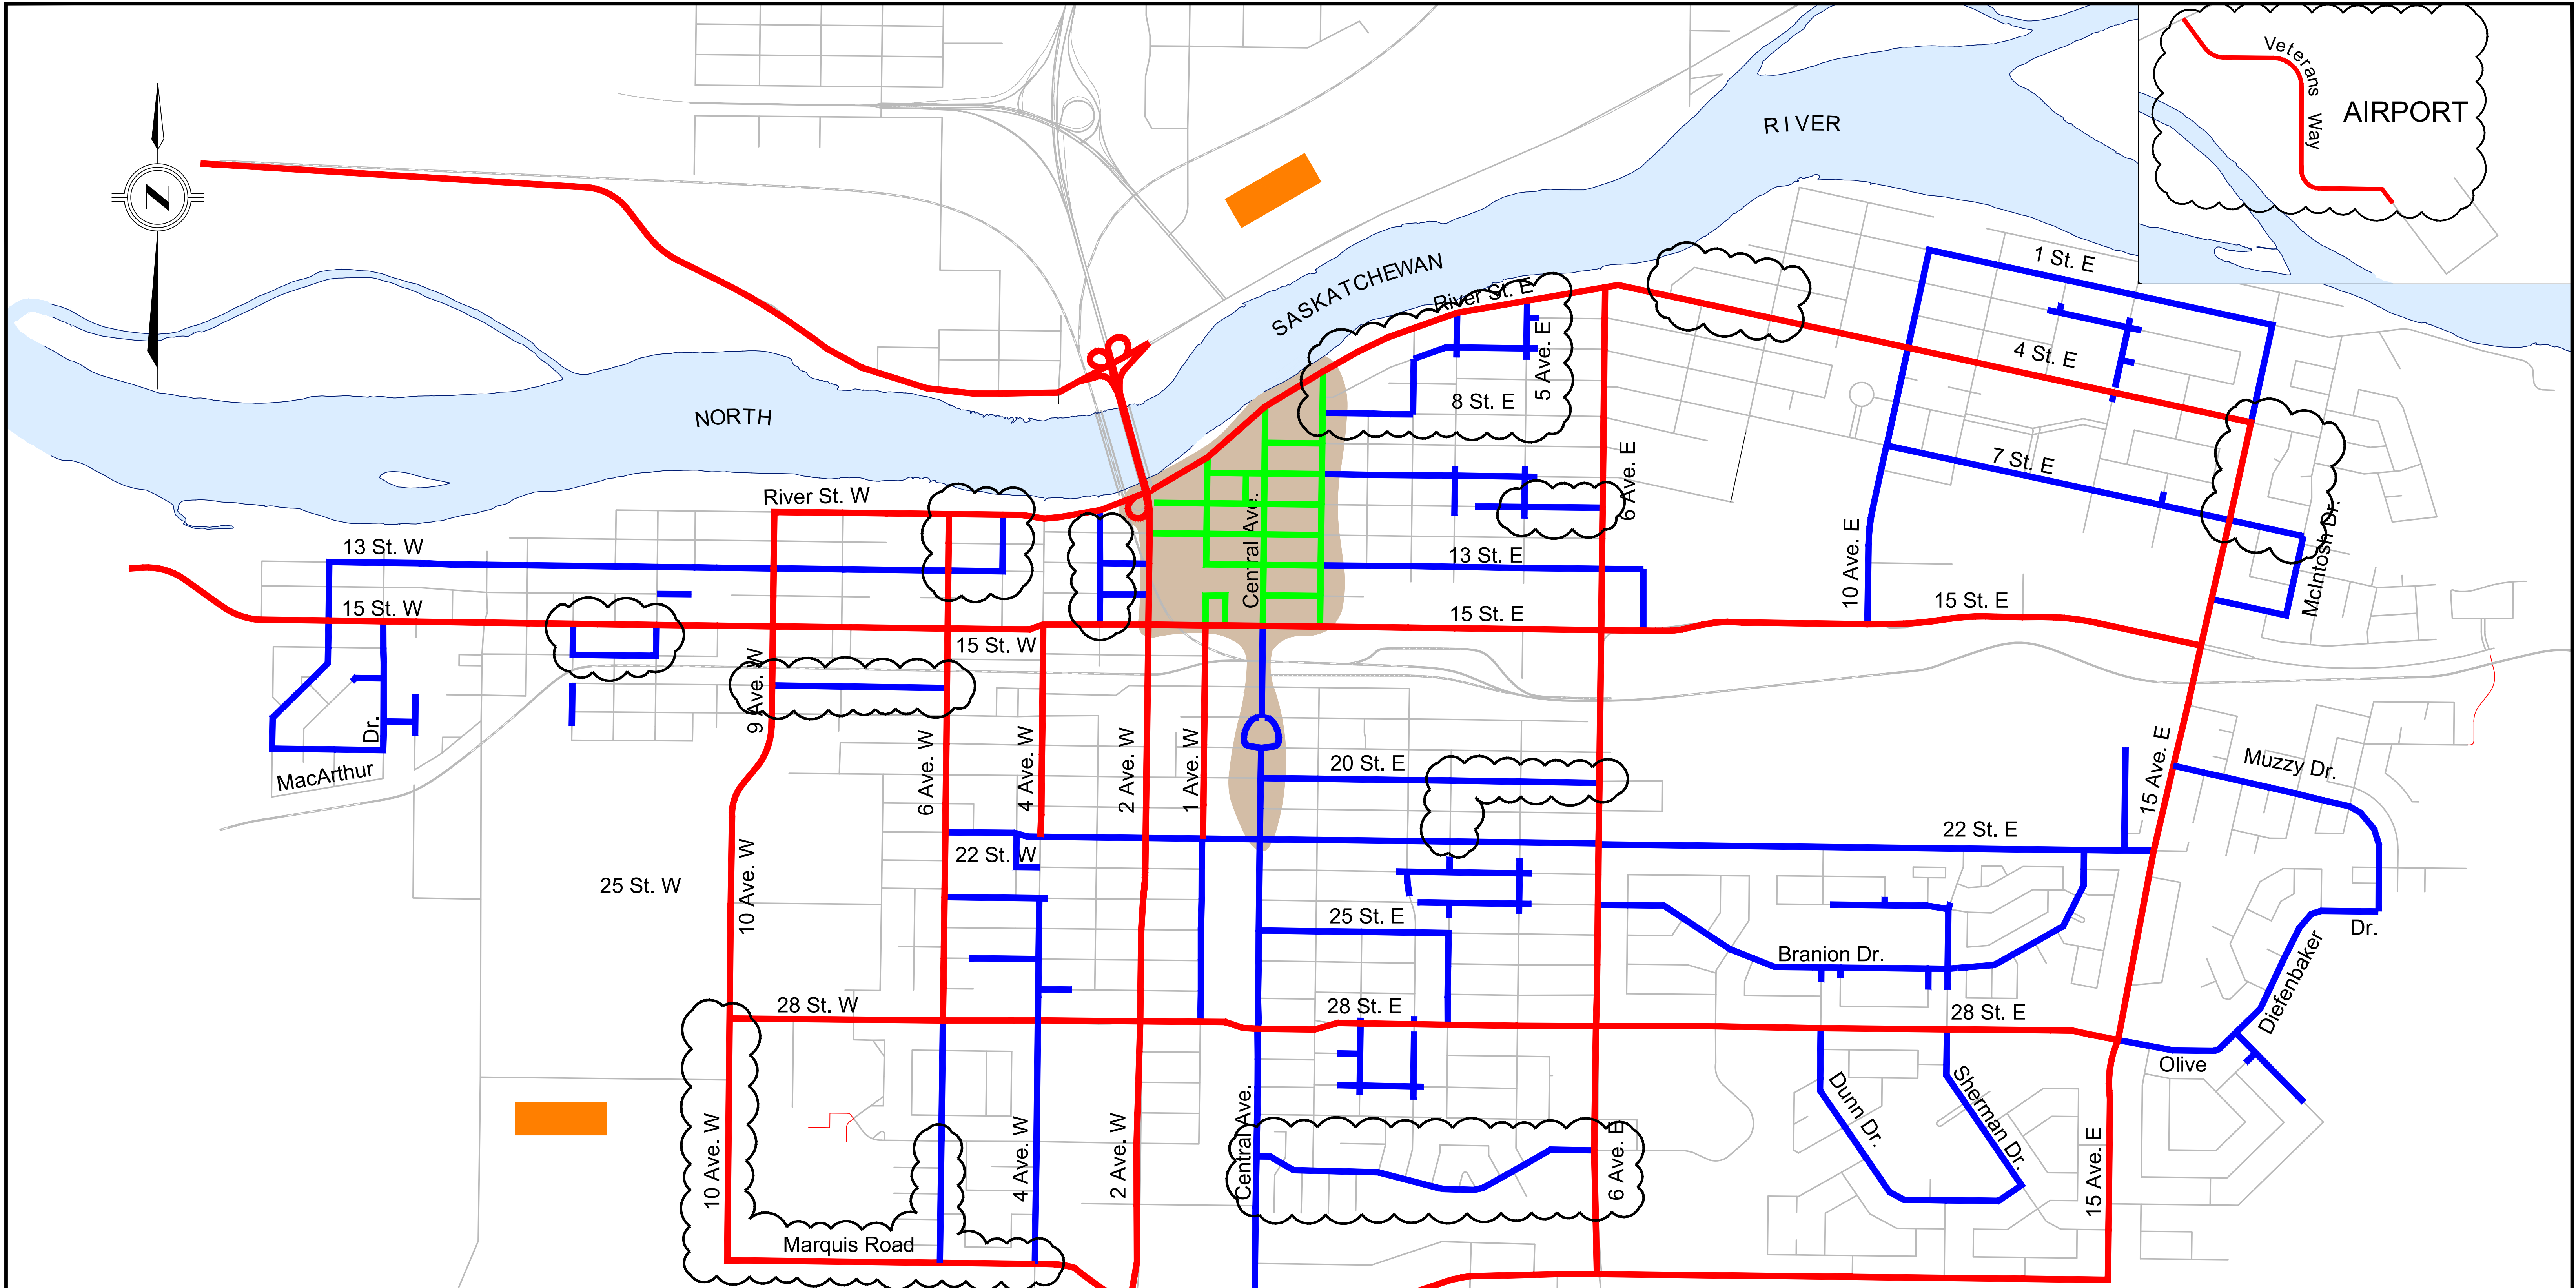 Veterans Way
AIRPORT
RIVER
SASKATCHEWAN
NORTH
N
1 St. E
River St. E
4 St. E
5 Ave. E
8 St. E
7 St. E
6 Ave. E
River St. W
Central Ave.
McIntosh Dr.
13 St. W
13 St. E
10 Ave. E
15 St. W
15 St. E
15 St. E
15 St. W
9 Ave. W
Dr.
MacArthur
6 Ave. W
4 Ave. W
2 Ave. W
1 Ave. W
20 St. E
15 Ave. E
Muzzy Dr.
22 St. E
22 St. W
25 St. W
10 Ave. W
25 St. E
Dr.
Branion Dr.
Diefenbaker
28 St. W
28 St. E
28 St. E
Olive
Dunn Dr.
Sherman Dr.
10 Ave. W
4 Ave. W
2 Ave. W
Central Ave.
6 Ave. E
15 Ave. E
Marquis Road